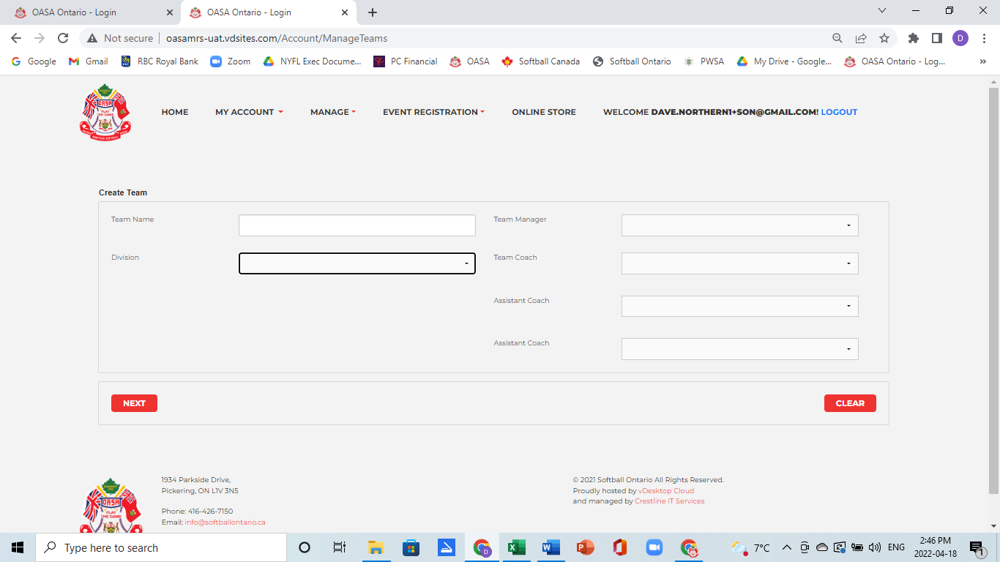 OASA Ontario - Login
OASA Ontario - Login
Not secure
oasamrs-uat.vdsites.com/Account/ManageTeams
D
Google
Gmail
RBC Royal Bank
Zoom
NYFL Exec Docume...
PC Financial
OASA
Softball Canada
Softball Ontario
PWSA
My Drive - Google...
OASA Ontario - Log...
»
OASA
PLAY
THE GAME
HOME
MY ACCOUNT
MANAGE
EVENT REGISTRATION
ONLINE STORE
WELCOME DAVE.NORTHERN1+SON@GMAIL.COM! LOGOUT
Create Team
Team Name
Team Manager
Division
Team Coach
Assistant Coach
Assistant Coach
NEXT
CLEAR
OASA
PLAY
THE GAME
1934 Parkside Drive,
Pickering, ON L1V 3N5
Phone: 416-426-7150
Email: info@softballontario.ca
© 2021 Softball Ontario All Rights Reserved.
Proudly hosted by vDesktop Cloud
and managed by Crestline IT Services
Type here to search
7°C
ENG
2:46 PM
2022-04-18
1